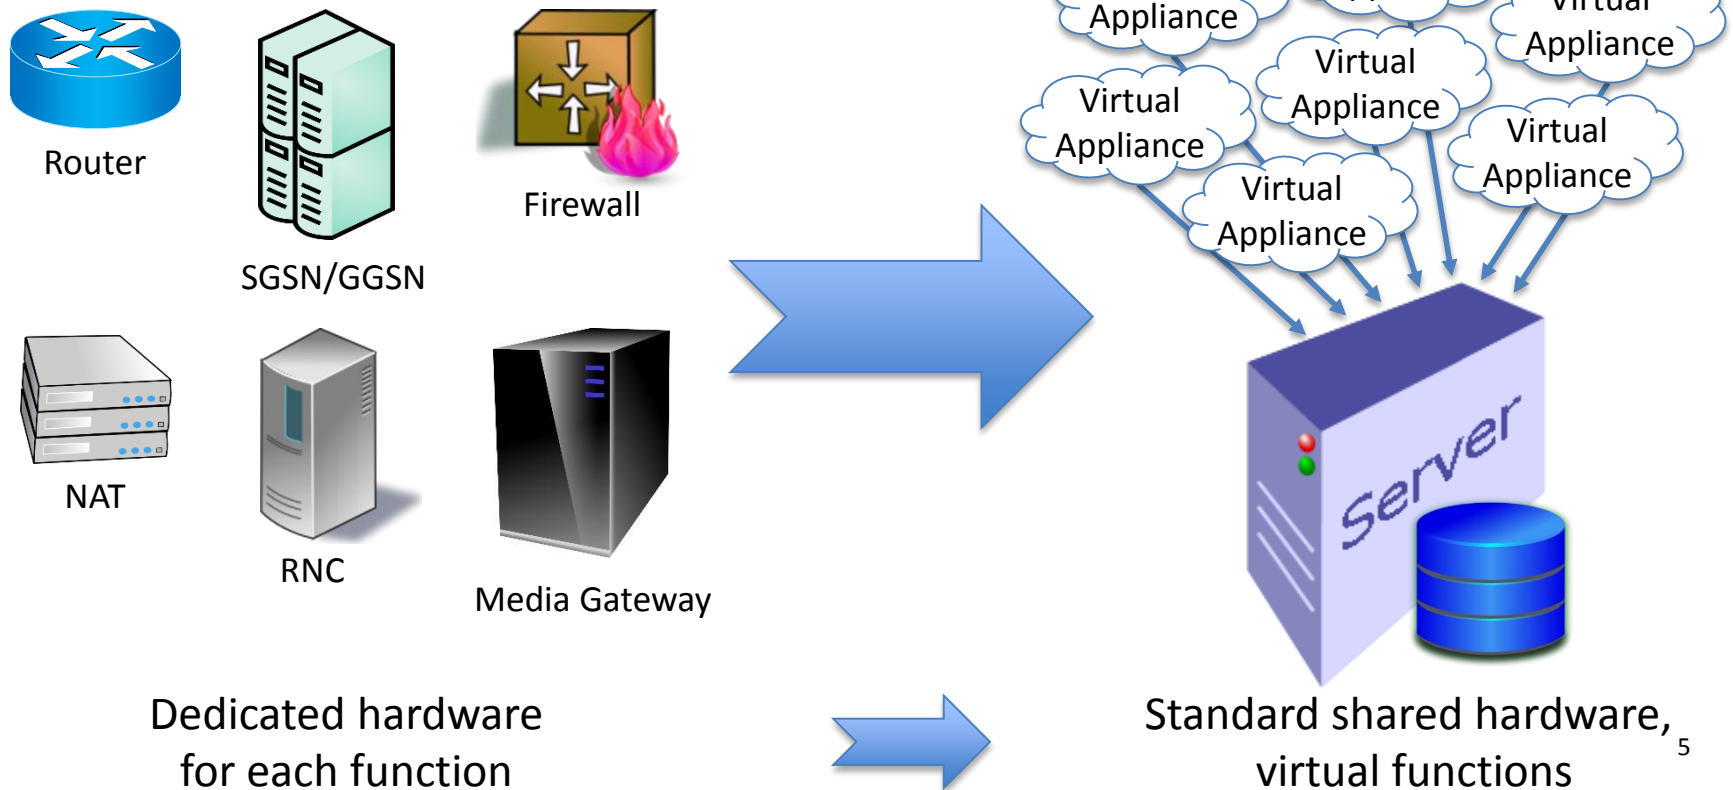 Router
SGSN/GGSN
Firewall
NAT
RNC
Media Gateway
Dedicated hardware
for each function
Appliance
Virtual
Appliance
Virtual
Appliance
Virtual
Appliance
Virtual
Appliance
Virtual
Appliance
Server
Standard shared hardware,
virtual functions
5